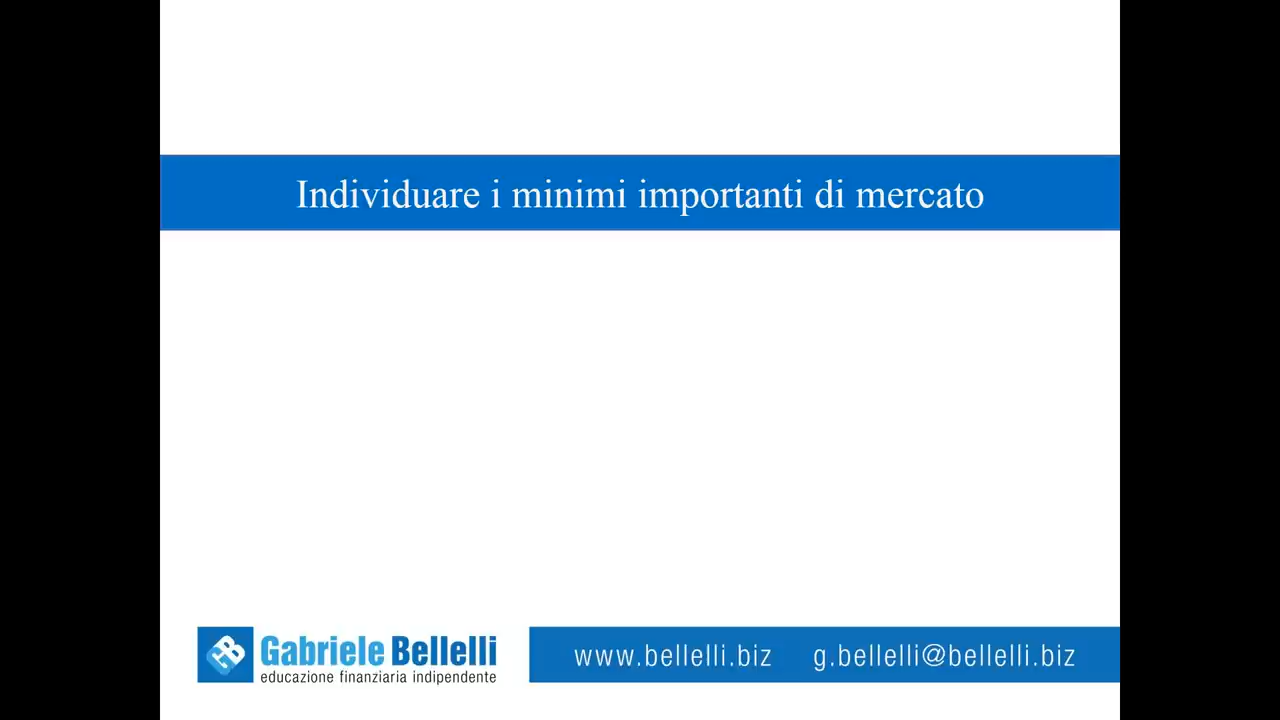 Individuare i minimi importanti di mercato
Gabriele Bellelli
educazione finanziaria indipendente
www.bellelli.biz g.bellelli@bellelli.biz